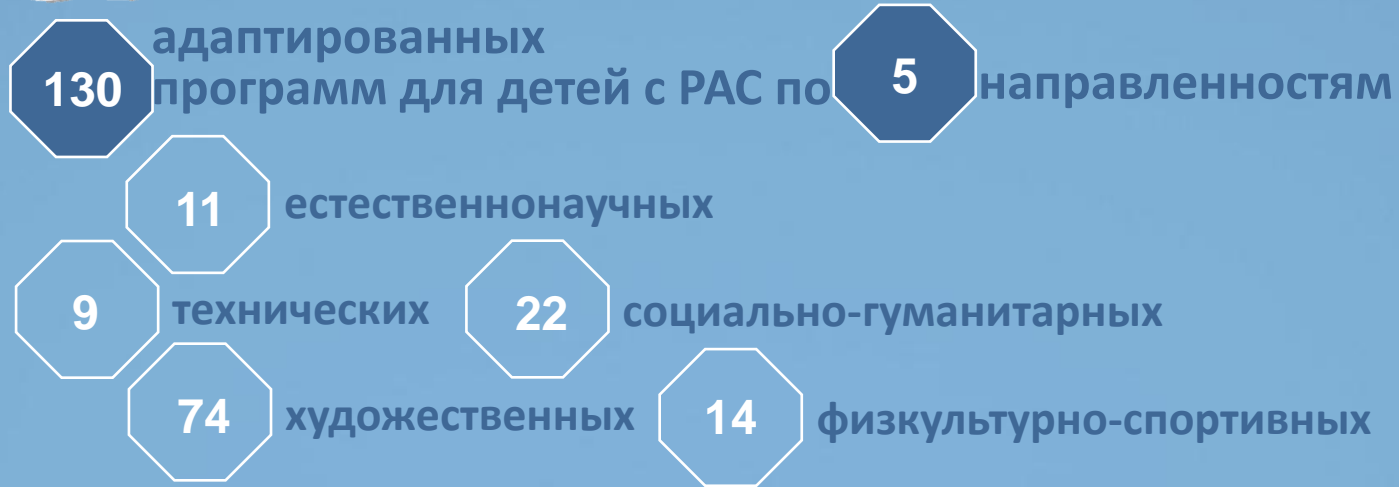 адаптированных
130 программ для детей с РАС по 5 направленностям
11 естественнонаучных
9 технических 22 социально-гуманитарных
74 художественных 14 физкультурно-спортивных